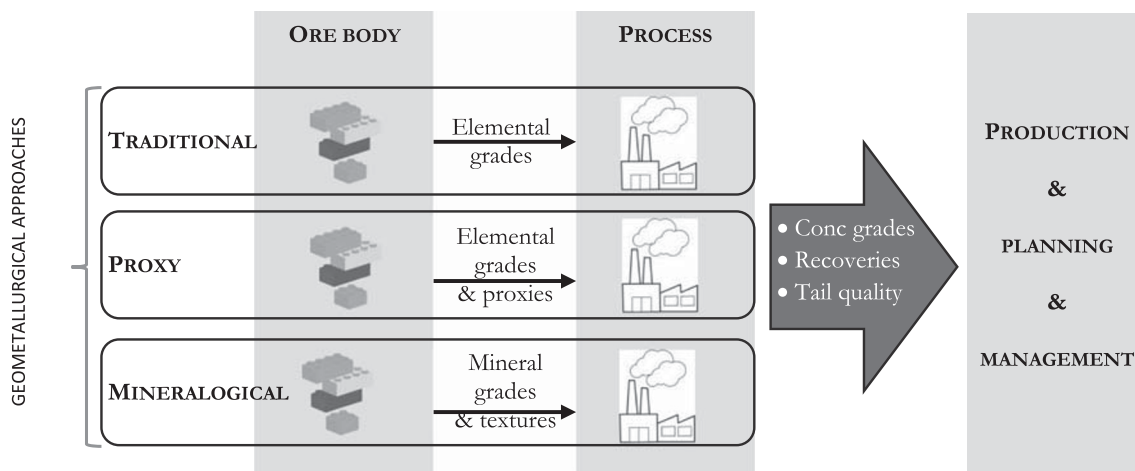 ORE BODY
PROCESS
GEOMETALLURGICAL APPROACHES
TRADITIONAL
Elemental
grades
PROXY
Elemental
grades
& proxies
MINERALOGICAL
Mineral
grades
& textures
• Conc grades
• Recoveries
• Tail quality
PRODUCTION
&
PLANNING
&
MANAGEMENT